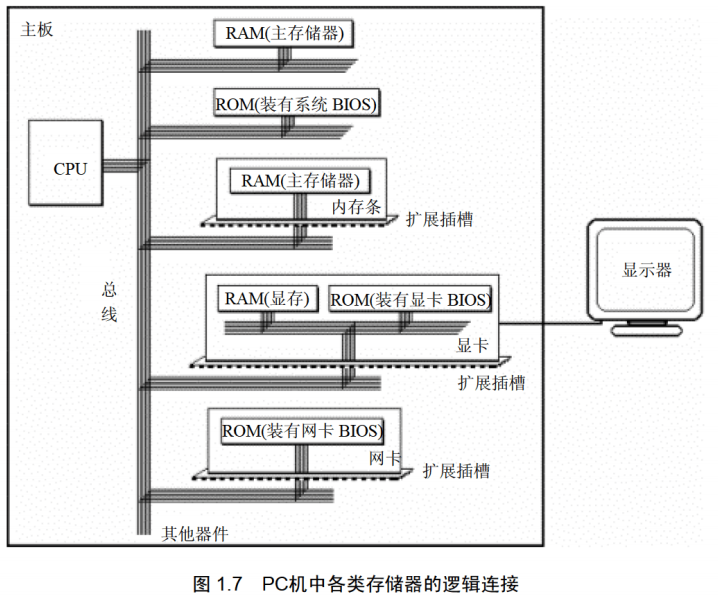 主板
RAM(主存储器)
ROM(装有系统 BIOS)
CPU
RAM(主存储器)
内存条
扩展插槽
显示器
总
线
RAM(显存)
ROM(装有显卡 BIOS)
显卡
扩展插槽
ROM(装有网卡 BIOS)
网卡
扩展插槽
其他器件
图 1.7 PC机中各类存储器的逻辑连接